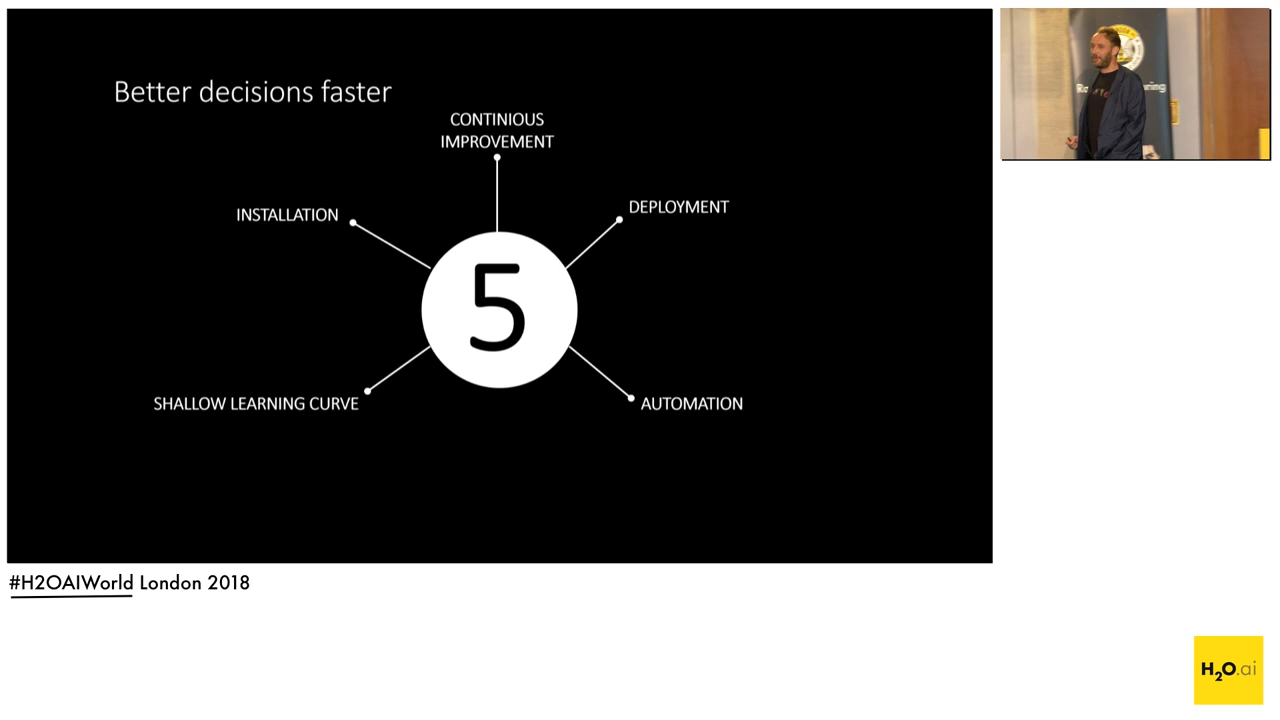 Better decisions faster
CONTINIOUS
IMPROVEMENT
INSTALLATION
DEPLOYMENT
5
SHALLOW LEARNING CURVE
AUTOMATION
#H2OAIWorld London 2018
H2O.ai